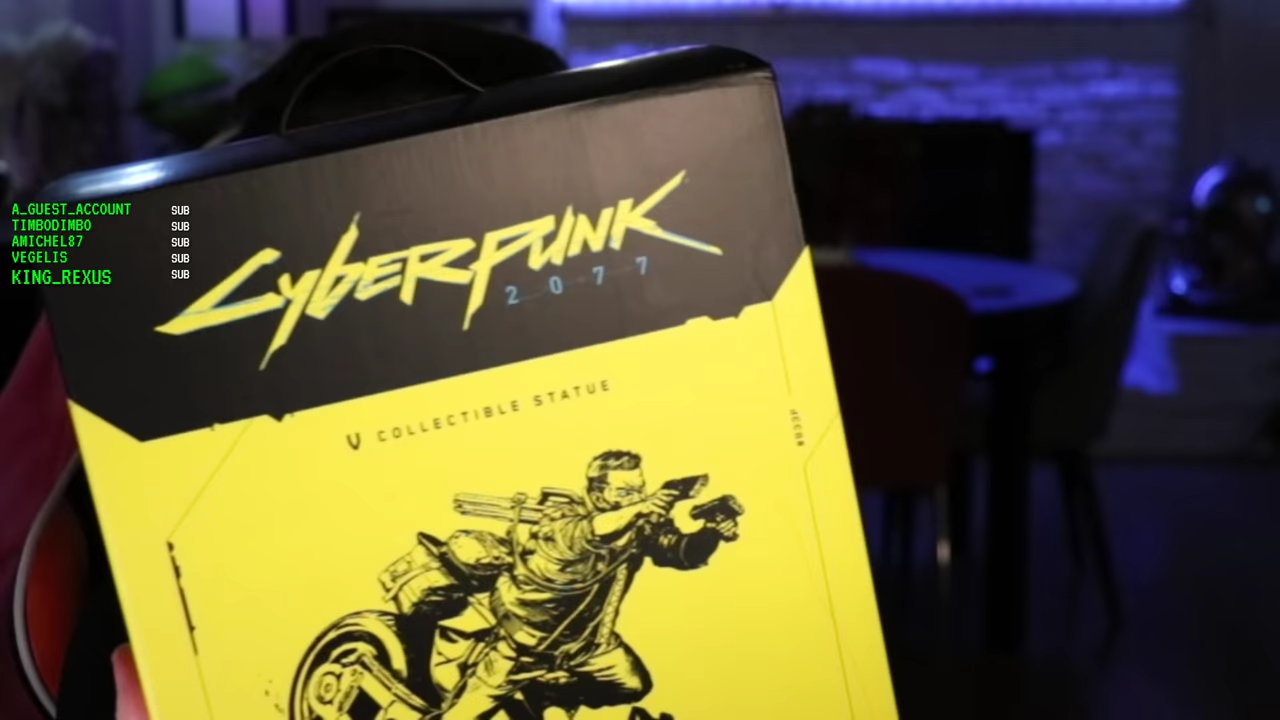 A_GUEST_ACCOUNT SUB
TIMBODIMBO SUB
AMICHEL87 SUB
VEGELIS SUB
KING_REXUS SUB
CYBERPUNK
2077
V COLLECTIBLE STATUE